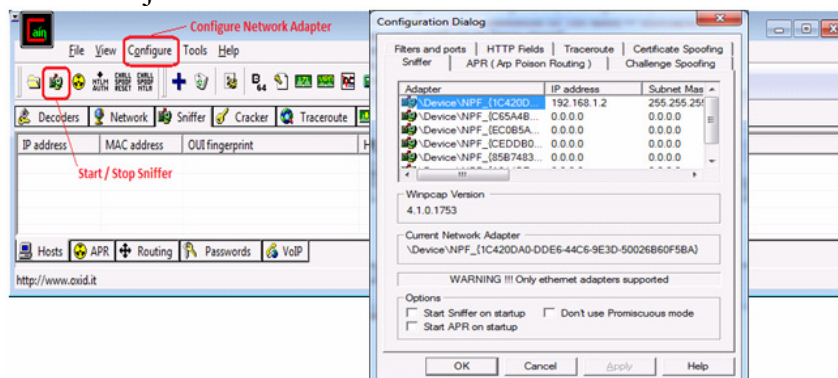 Cain
Configure Network Adapter
File View Configure Tools Help
Decoders Network Sniffer Cracker Traceroute
IP address MAC address OUI fingerprint
Start / Stop Sniffer
Hosts APR Routing Passwords VoIP
http://www.oxid.it
Configuration Dialog
Filters and ports HTTP Fields Traceroute Certificate Spoofing
Sniffer APR ( Arp Poison Routing ) Challenge Spoofing
Adapter IP address Subnet Mas
\Device\NPF_{1C420D... 192.168.1.2 255.255.255
\Device\NPF_{C65A4B... 0.0.0.0 0.0.0.0
\Device\NPF_{EC0B5A... 0.0.0.0 0.0.0.0
\Device\NPF_{CEDDB0... 0.0.0.0 0.0.0.0
\Device\NPF_{85B7483... 0.0.0.0 0.0.0.0
Winpcap Version
4.1.0.1753
Current Network Adapter
\Device\NPF_{1C420DA0-DDE6-44C6-9E3D-50026B60F5BA}
WARNING !!! Only ethernet adapters supported
Options
Start Sniffer on startup Don't use Promiscuous mode
Start APR on startup
OK Cancel Apply Help